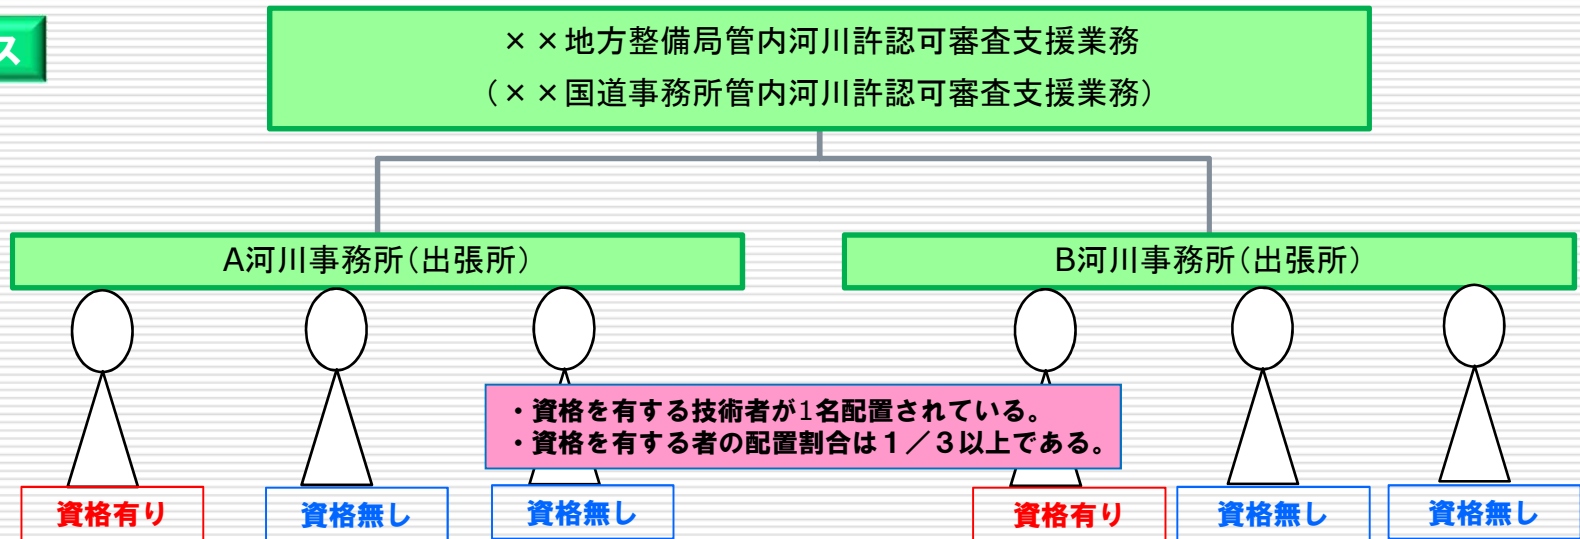 ス
××地方整備局管内河川許認可審査支援業務
（××国道事務所管内河川許認可審査支援業務）
A河川事務所（出張所）
B河川事務所（出張所）
・資格を有する技術者が1名配置されている。
・資格を有する者の配置割合は１／３以上である。
資格有り
資格無し
資格無し
資格有り
資格無し
資格無し